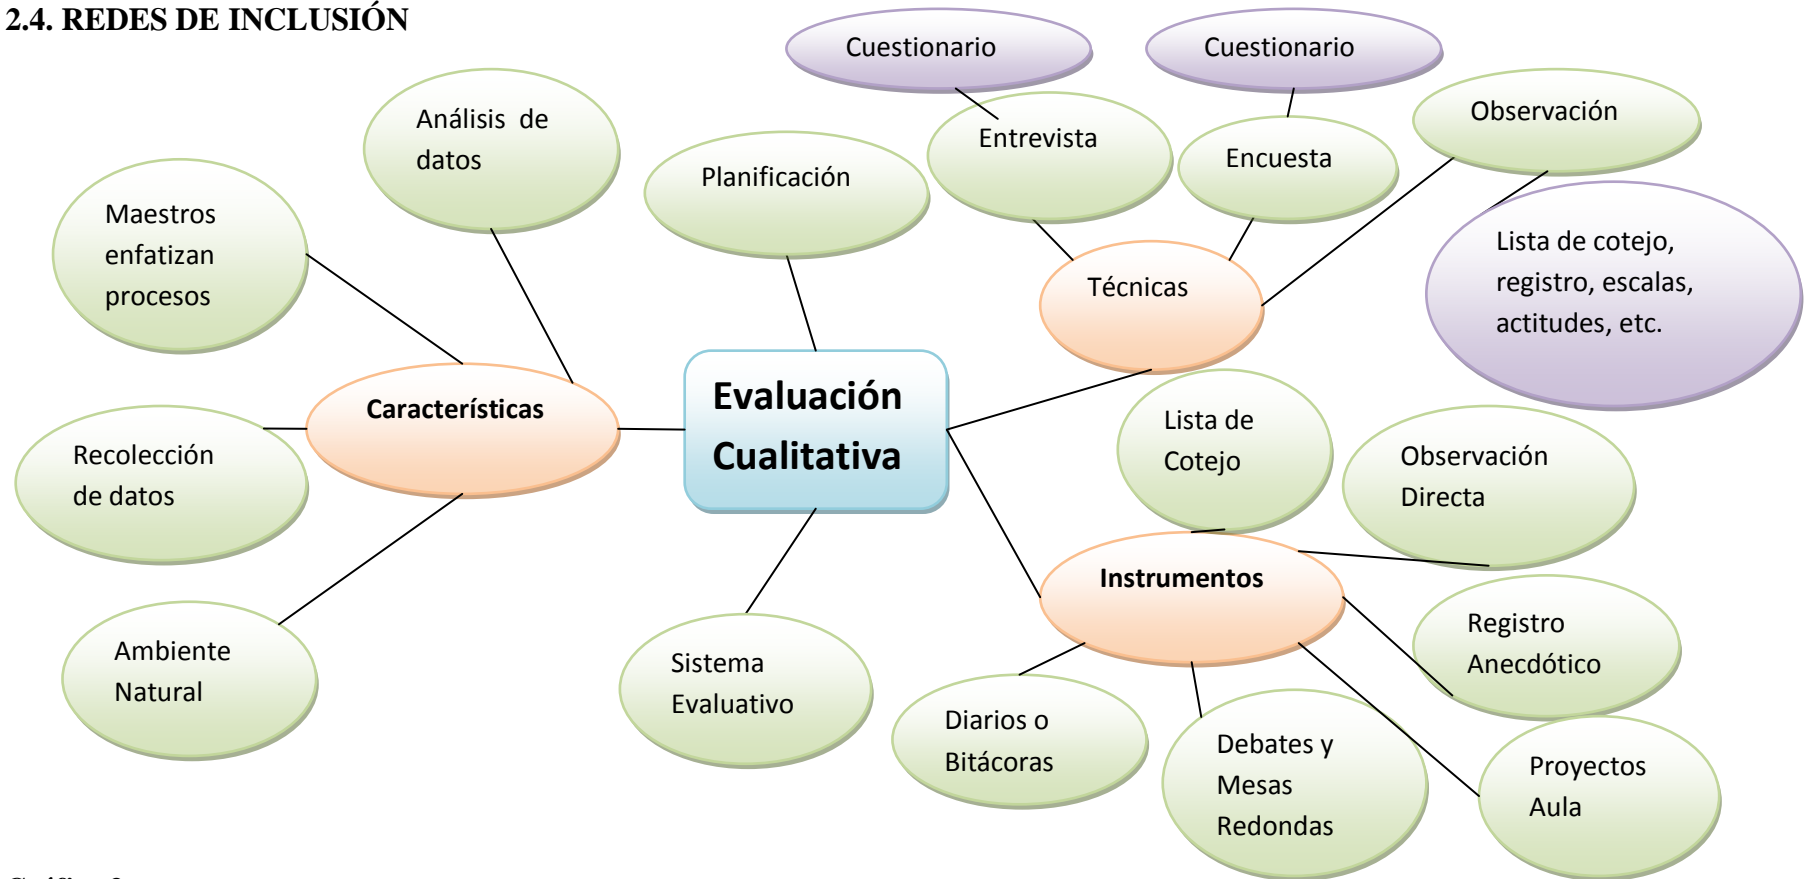 2.4. REDES DE INCLUSIÓN
Cuestionario
Cuestionario
Observación
Análisis de
datos
Entrevista
Encuesta
Planificación
Maestros
enfatizan
procesos
Lista de cotejo,
registro, escalas,
actitudes, etc.
Técnicas
Evaluación
Cualitativa
Características
Lista de
Cotejo
Observación
Directa
Recolección
de datos
Instrumentos
Registro
Anecdótico
Ambiente
Natural
Sistema
Evaluativo
Diarios o
Bitácoras
Debates y
Mesas
Redondas
Proyectos
Aula